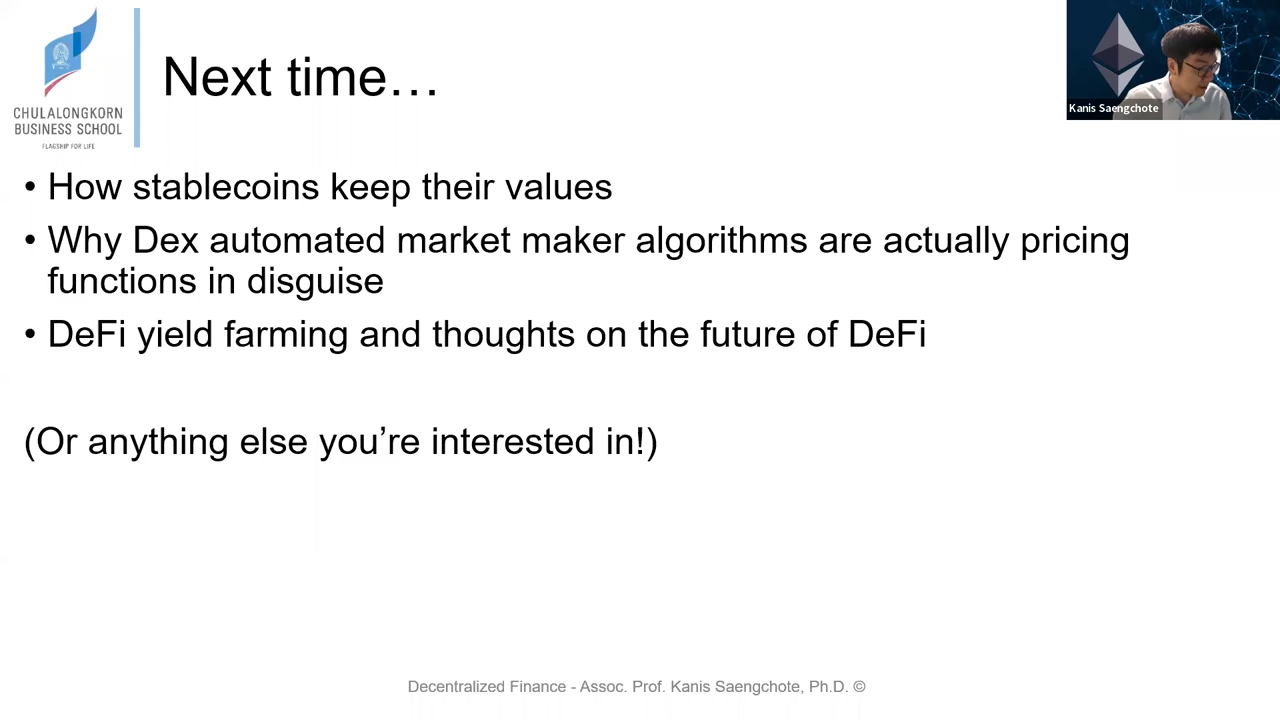 CHULALONGKORN
BUSINESS SCHOOL
FLAGSHIP FOR LIFE
Next time…
Kanis Saengchote
• How stablecoins keep their values
• Why Dex automated market maker algorithms are actually pricing
functions in disguise
• DeFi yield farming and thoughts on the future of DeFi
(Or anything else you’re interested in!)
Decentralized Finance - Assoc. Prof. Kanis Saengchote, Ph.D. ©